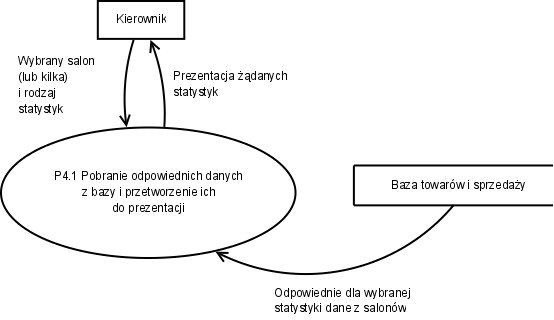 Kierownik
Wybrany salon
(lub kilka)
i rodzaj
statystyk
Prezentacja żądanych
statystyk
P4.1 Pobranie odpowiednich danych
z bazy i przetworzenie ich
do prezentacji
Baza towarów i sprzedaży
Odpowiednie dla wybranej
statystyki dane z salonów